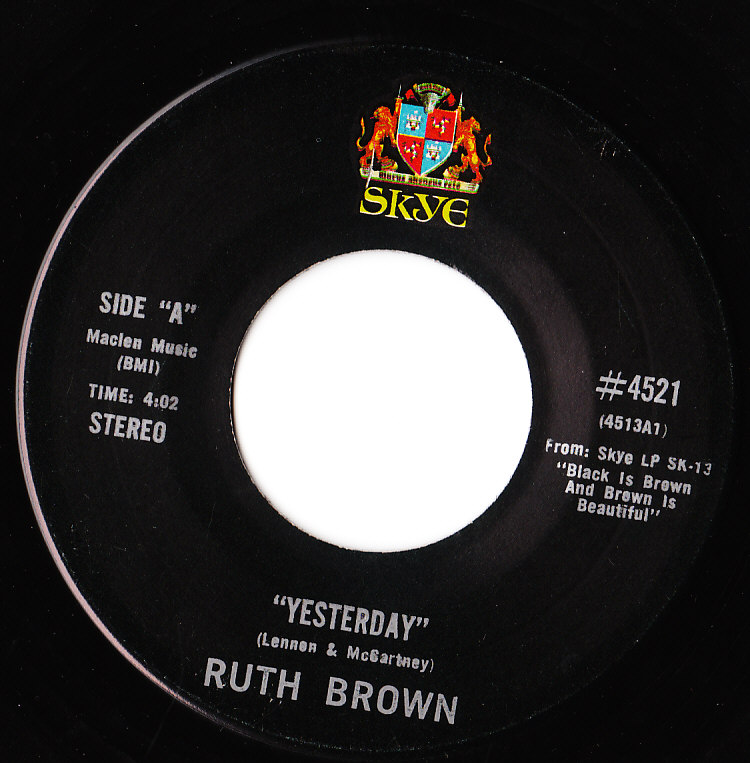 SKYE
SIDE "A"
Maclen Music
(BMI)
TIME: 4:02
STEREO
#4521
(4513A1)
From: Skye LP SK-13
"Black Is Brown
And Brown Is
Beautiful"
"YESTERDAY"
(Lennon & McCartney)
RUTH BROWN